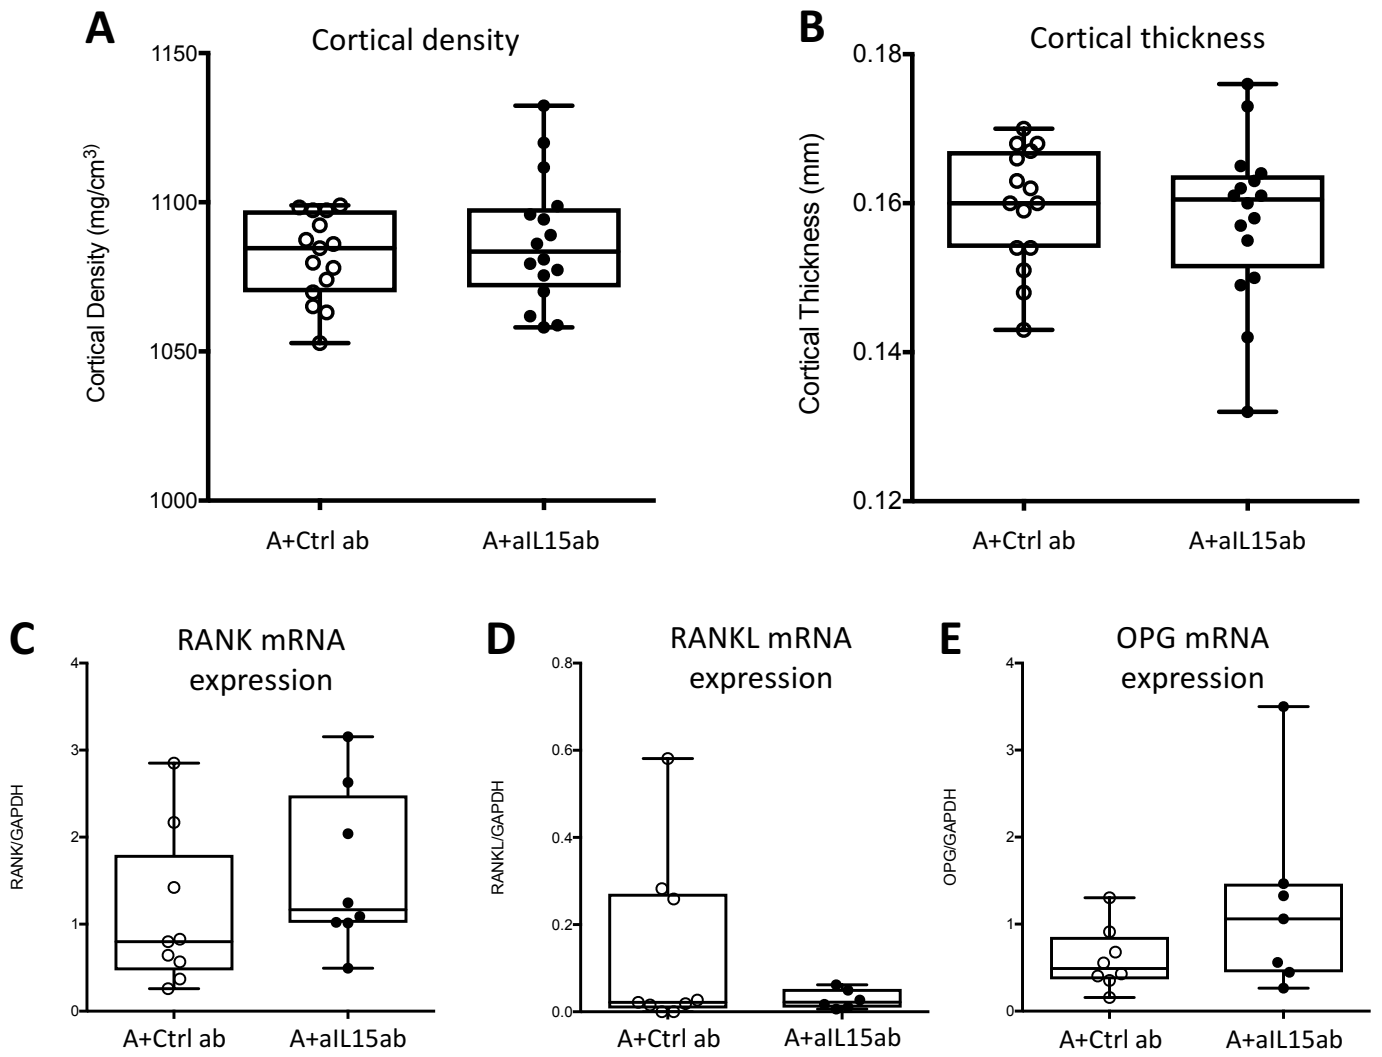 A
Cortical density
1150
1100
1050
1000
Cortical Density (mg/cm³)
A+Ctrl ab
A+aIL15ab
B
Cortical thickness
0.18
0.16
0.14
0.12
Cortical Thickness (mm)
A+Ctrl ab
A+aIL15ab
C
RANK mRNA
expression
4
3
2
1
0
RANK/GAPDH
A+Ctrl ab
A+aIL15ab
D
RANKL mRNA
expression
0.8
0.6
0.4
0.2
0.0
RANKL/GAPDH
A+Ctrl ab
A+aIL15ab
E
OPG mRNA
expression
4
3
2
1
0
OPG/GAPDH
A+Ctrl ab
A+aIL15ab